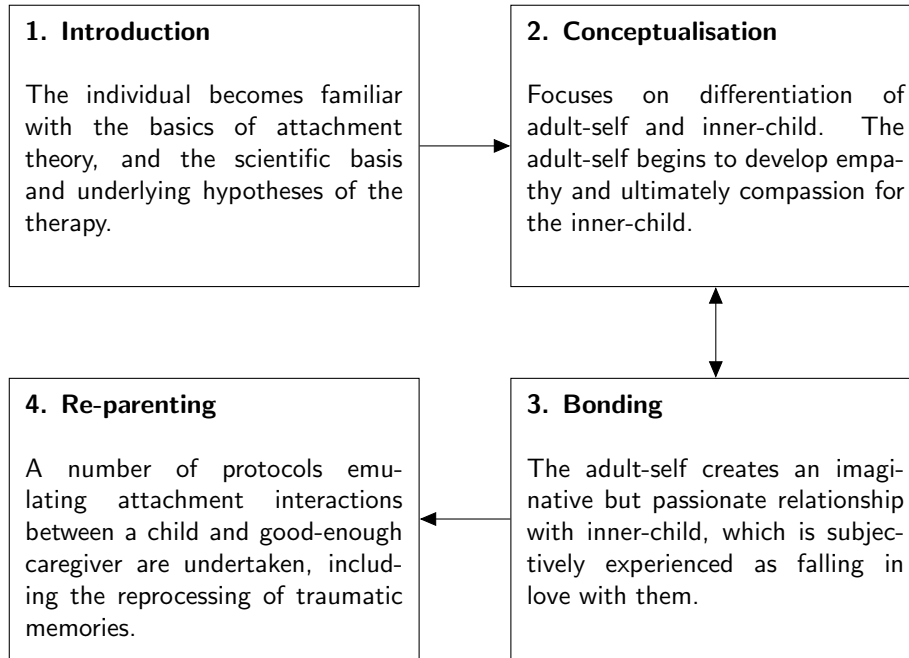 1. Introduction
The individual becomes familiar
with the basics of attachment
theory, and the scientific basis
and underlying hypotheses of the
therapy.
2. Conceptualisation
Focuses on differentiation of
adult-self and inner-child. The
adult-self begins to develop empa-
thy and ultimately compassion for
the inner-child.
3. Bonding
The adult-self creates an imagi-
native but passionate relationship
with inner-child, which is subjec-
tively experienced as falling in
love with them.
4. Re-parenting
A number of protocols emu-
lating attachment interactions
between a child and good-enough
caregiver are undertaken, includ-
ing the reprocessing of traumatic
memories.